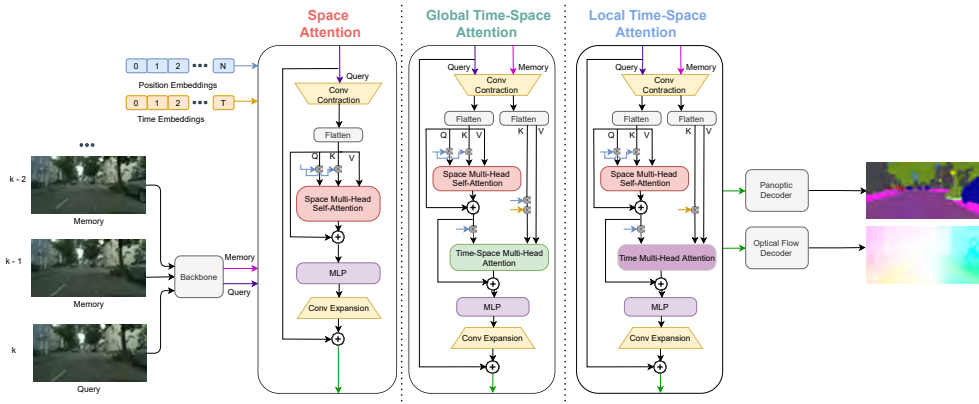 Space
Attention
Global Time-Space
Attention
Local Time-Space
Attention
0 1 2 N
Position Embeddings
0 1 2 T
Time Embeddings
k - 2
Memory
k - 1
Memory
k
Query
Backbone
Memory
Query
Query
Conv
Contraction
Flatten
Q K V
Space Multi-Head
Self-Attention
MLP
Conv Expansion
Query Memory
Conv
Contraction
Flatten Flatten
Q K V K V
Space Multi-Head
Self-Attention
Time-Space Multi-Head
Attention
MLP
Conv Expansion
Query Memory
Conv
Contraction
Flatten Flatten
Q K V K V
Space Multi-Head
Self-Attention
Time Multi-Head Attention
MLP
Conv Expansion
Panoptic
Decoder
Optical Flow
Decoder